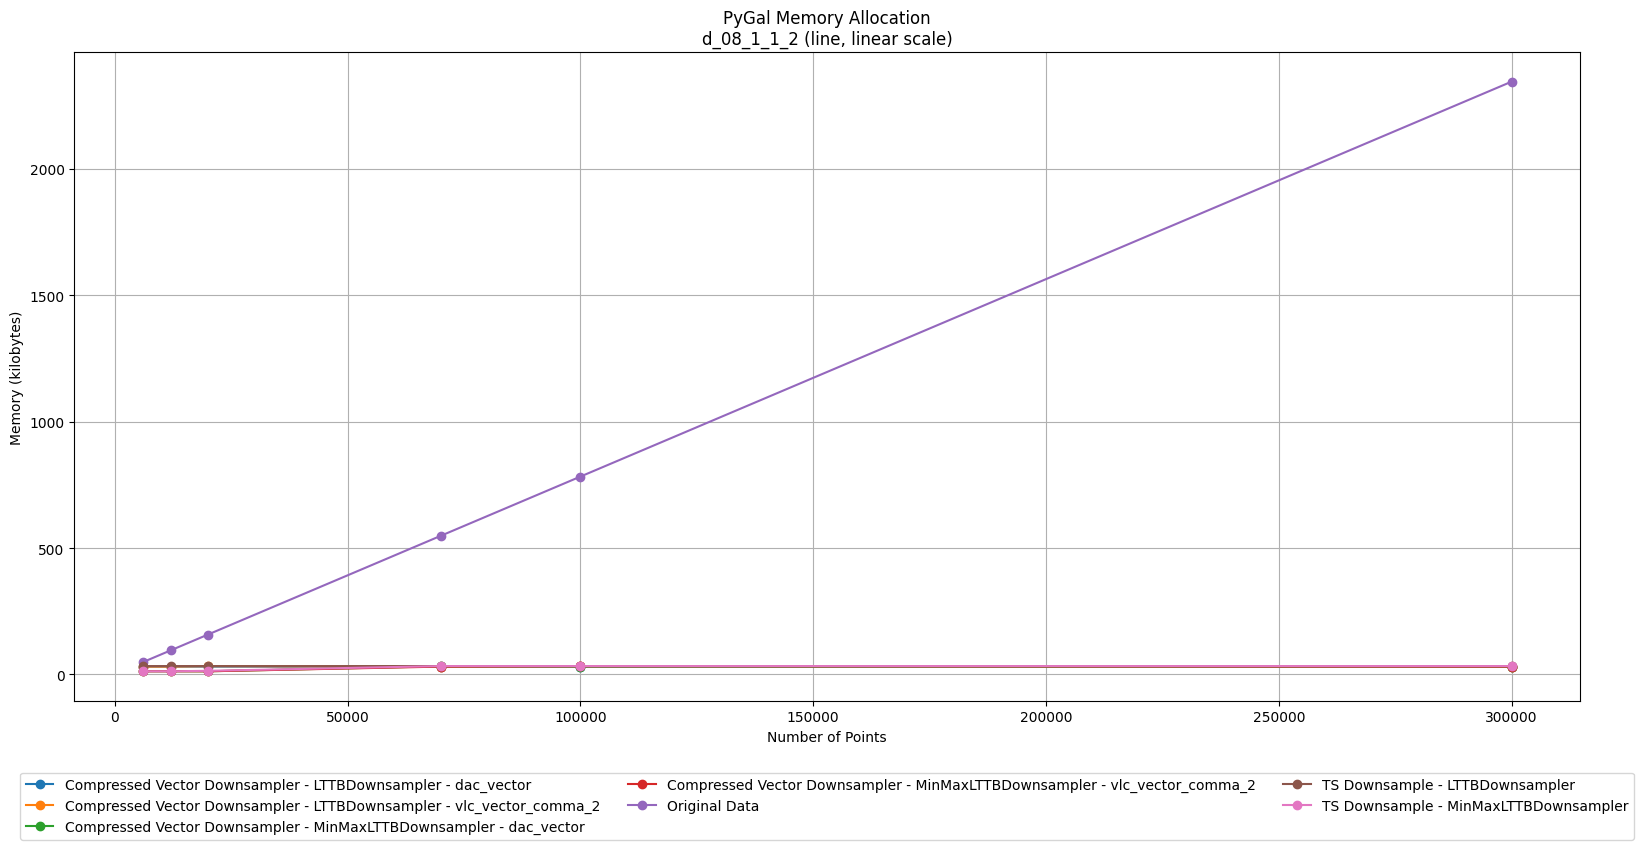 PyGal Memory Allocation
d_08_1_1_2 (line, linear scale)
Memory (kilobytes)
2000
1500
1000
500
0
0
50000
100000
150000
200000
250000
300000
Number of Points
Compressed Vector Downsampler - LTTBDownsampler - dac_vector
Compressed Vector Downsampler - LTTBDownsampler - vlc_vector_comma_2
Compressed Vector Downsampler - MinMaxLTTBDownsampler - dac_vector
Compressed Vector Downsampler - MinMaxLTTBDownsampler - vlc_vector_comma_2
Original Data
TS Downsample - LTTBDownsampler
TS Downsample - MinMaxLTTBDownsampler